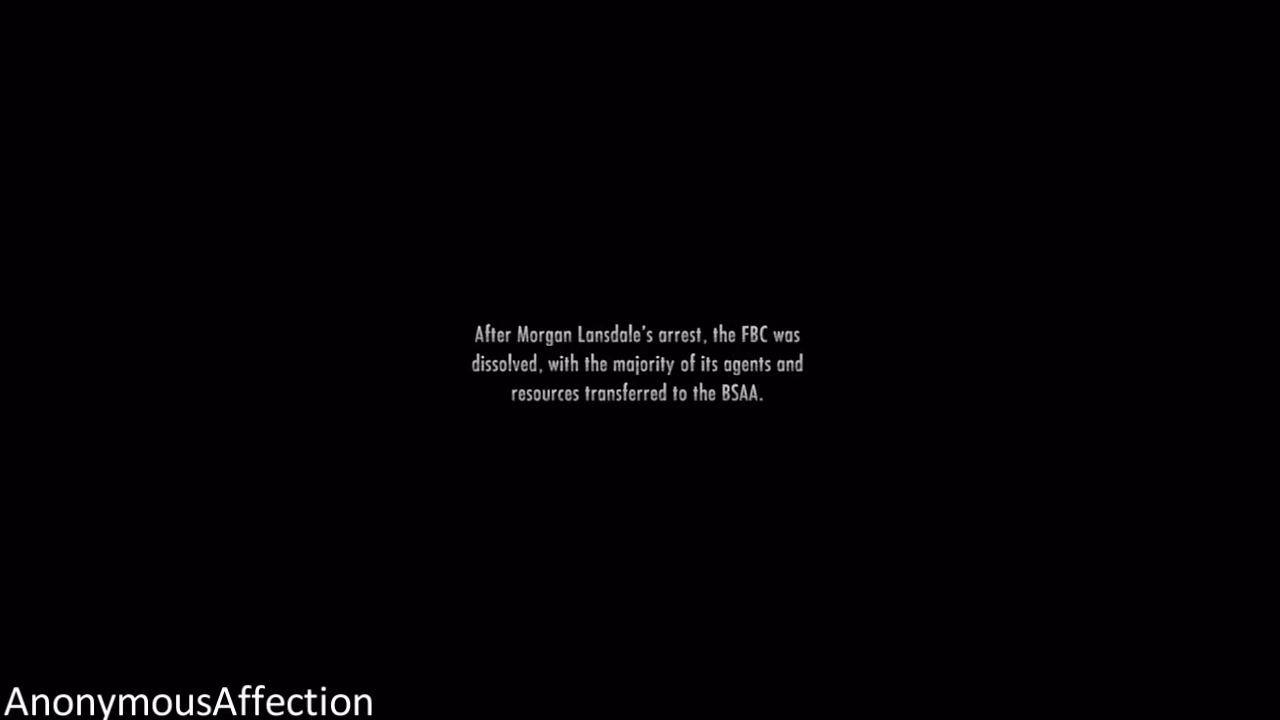 After Morgan Lansdale's arrest, the FBC was
dissolved, with the majority of its agents and
resources transferred to the BSAA.
AnonymousAffection